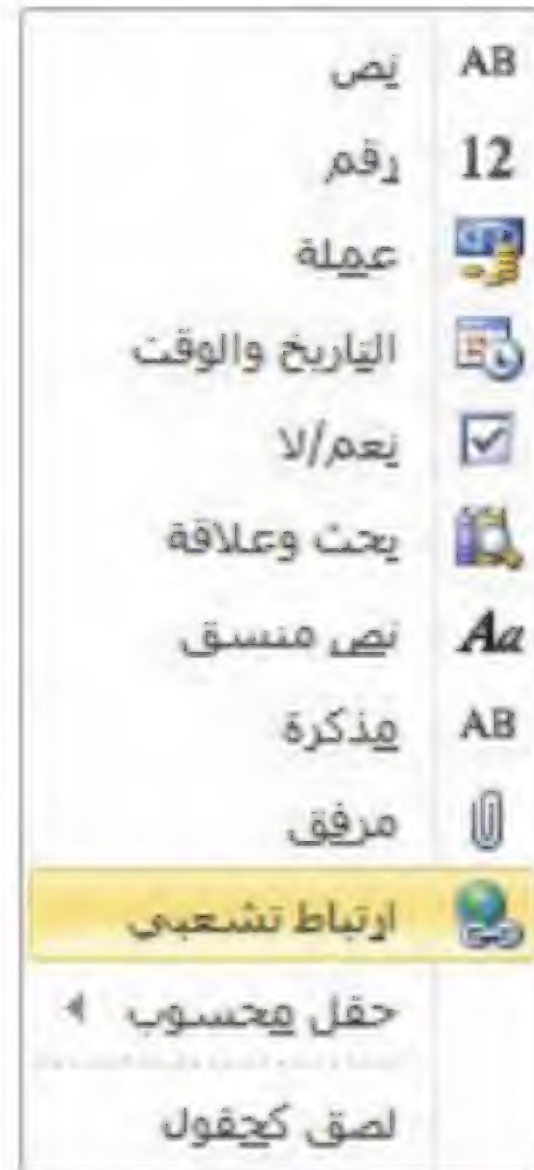 AB نص
12 رقم
عملة
التاريخ والوقت
نعم/لا
بحث وعلاقة
Aa نص منسق
AB مذكرة
مرفق
ارتباط تشعبي
حقل محسوب
لصق كحقول